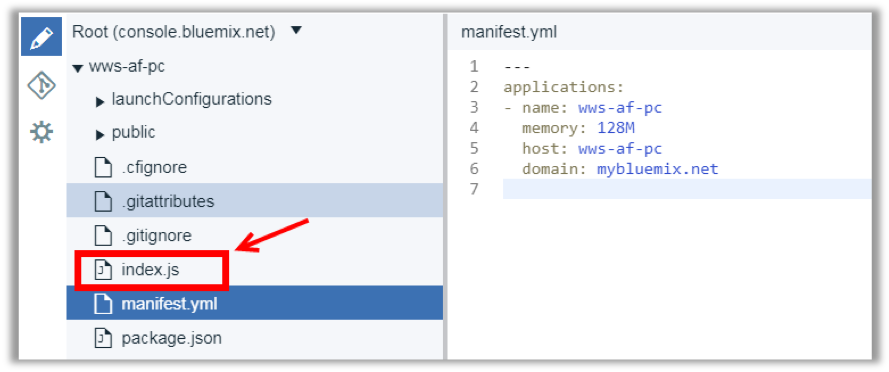 Root (console.bluemix.net)
wws-af-pc
launchConfigurations
public
.cfignore
.gitattributes
.gitignore
index.js
manifest.yml
package.json
manifest.yml
1 ---
2 applications:
3 - name: wws-af-pc
4 memory: 128M
5 host: wws-af-pc
6 domain: mybluemix.net
7